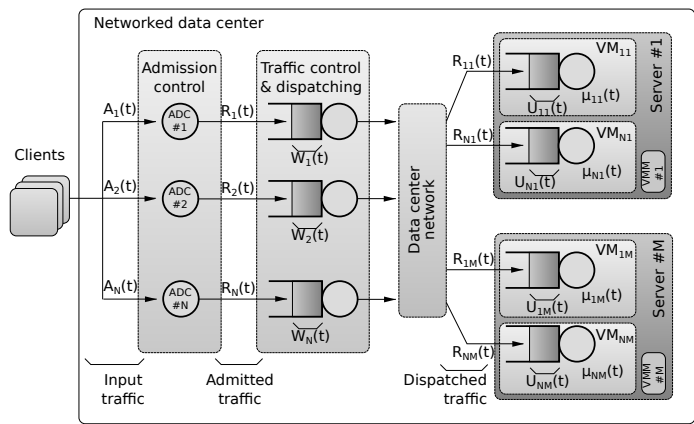 Networked data center
Admission
control
Traffic control
& dispatching
Clients
A1(t)
ADC
#1
R1(t)
W1(t)
A2(t)
ADC
#2
R2(t)
W2(t)
AN(t)
ADC
#N
RN(t)
WN(t)
Data center
network
R11(t)
VM11
U11(t)
μ11(t)
RN1(t)
VMN1
UN1(t)
μN1(t)
Server #1
VMM
#1
R1M(t)
VM1M
U1M(t)
μ1M(t)
RNM(t)
VMNM
UNM(t)
μNM(t)
Server #M
VMM
#M
Input
traffic
Admitted
traffic
Dispatched
traffic